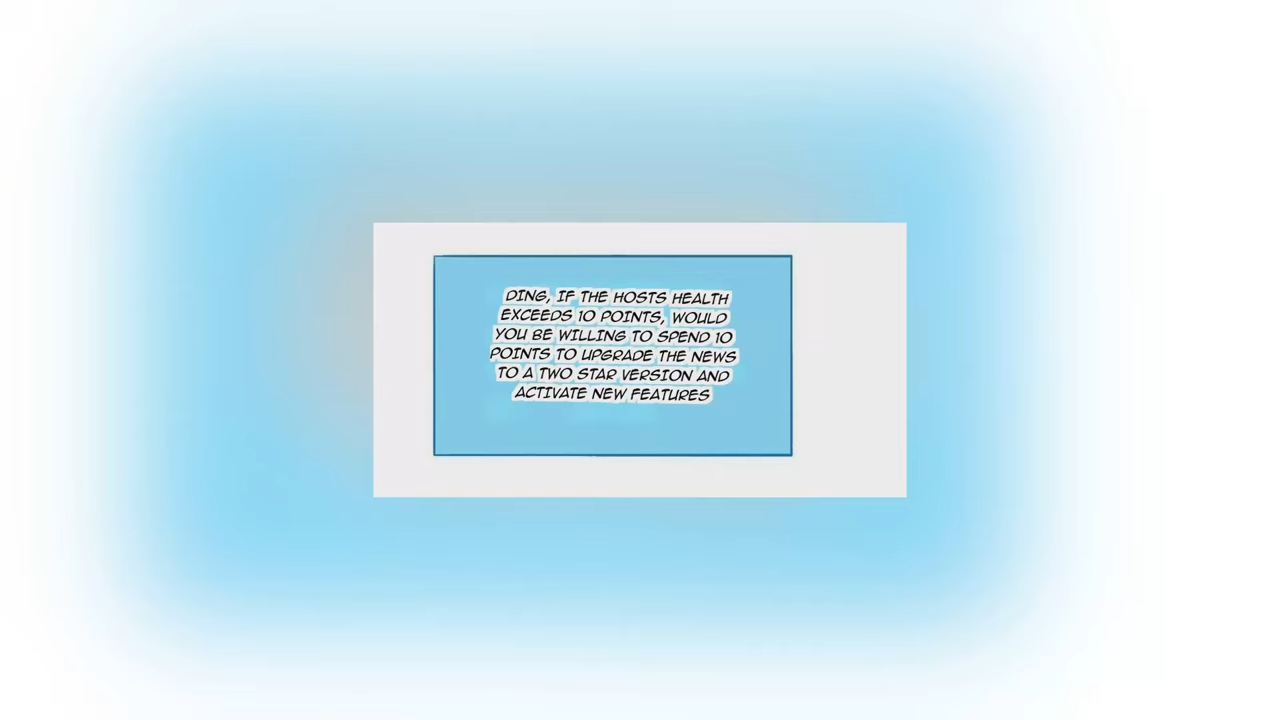 DING, IF THE HOSTS HEALTH
EXCEEDS 10 POINTS, WOULD
YOU BE WILLING TO SPEND 10
POINTS TO UPGRADE THE NEWS
TO A TWO STAR VERSION AND
ACTIVATE NEW FEATURES